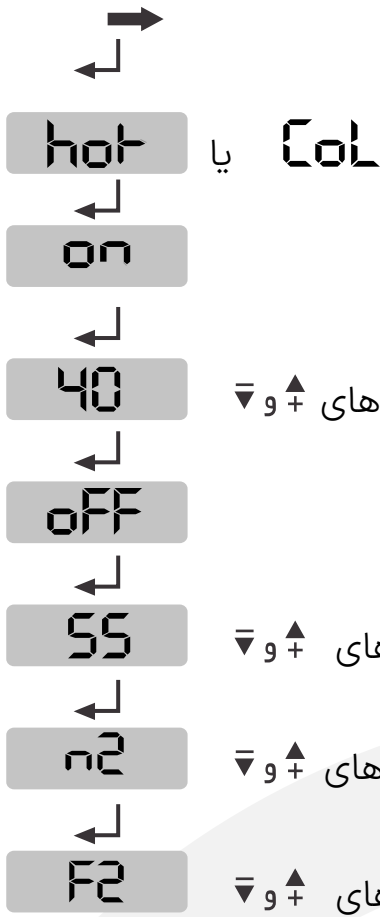 hot یا CoL
on
40
های + و -
oFF
55
های + و -
n2
های + و -
F2
های + و -